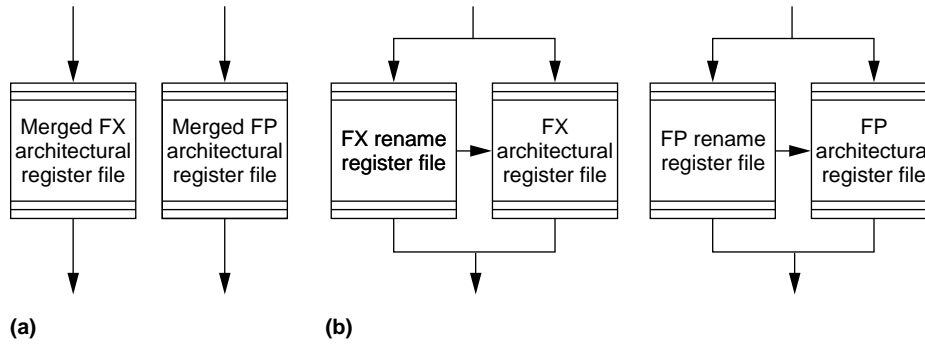 Merged FX
architectural
register file
Merged FP
architectural
register file
FX rename
register file
FX
architectural
register file
FP rename
register file
FP
architectural
register file
(a)
(b)